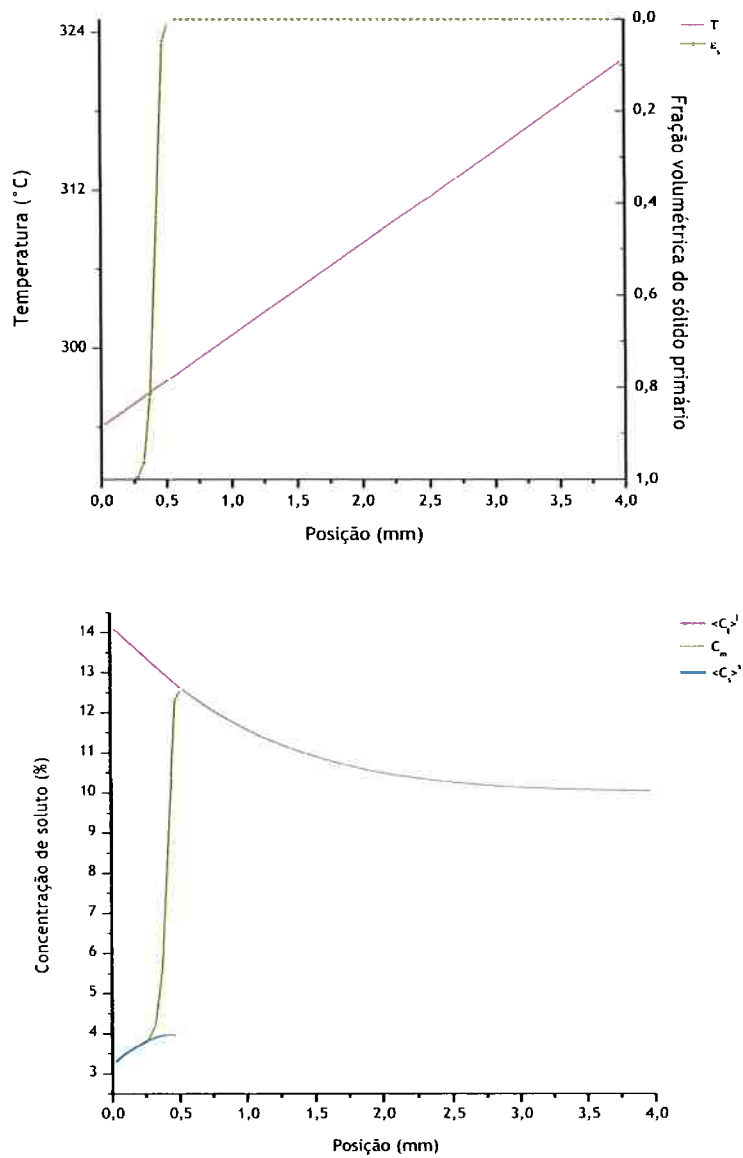 324
312
300
Temperatura (°C)
0,0
0,2
0,4
0,6
0,8
1,0
Fração volumétrica do sólido primário
T
εs
0,0 0,5 1,0 1,5 2,0 2,5 3,0 3,5 4,0
Posição (mm)
14
13
12
11
10
9
8
7
6
5
4
3
Concentração de soluto (%)
<Cl>l
Cm
<Cs>s
0,0 0,5 1,0 1,5 2,0 2,5 3,0 3,5 4,0
Posição (mm)